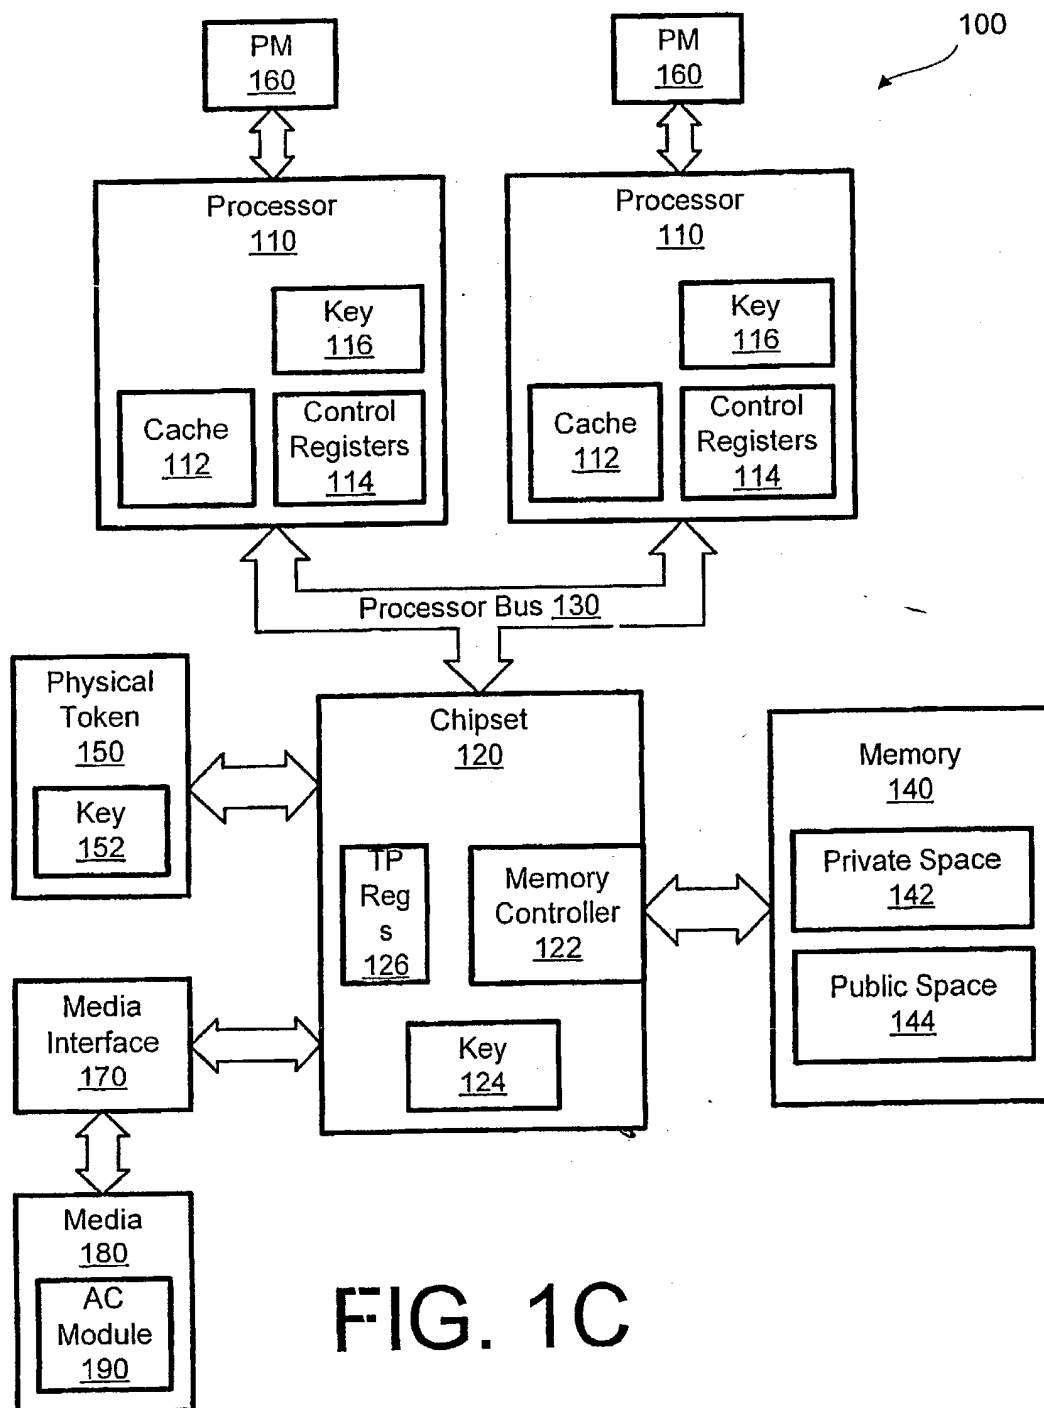 100
PM
160
PM
160
Processor
110
Key
116
Cache
112
Control
Registers
114
Processor
110
Key
116
Cache
112
Control
Registers
114
Processor Bus 130
Physical
Token
150
Key
152
Chipset
120
TP
Reg
s
126
Memory
Controller
122
Key
124
Memory
140
Private Space
142
Public Space
144
Media
Interface
170
Media
180
AC
Module
190
FIG. 1C